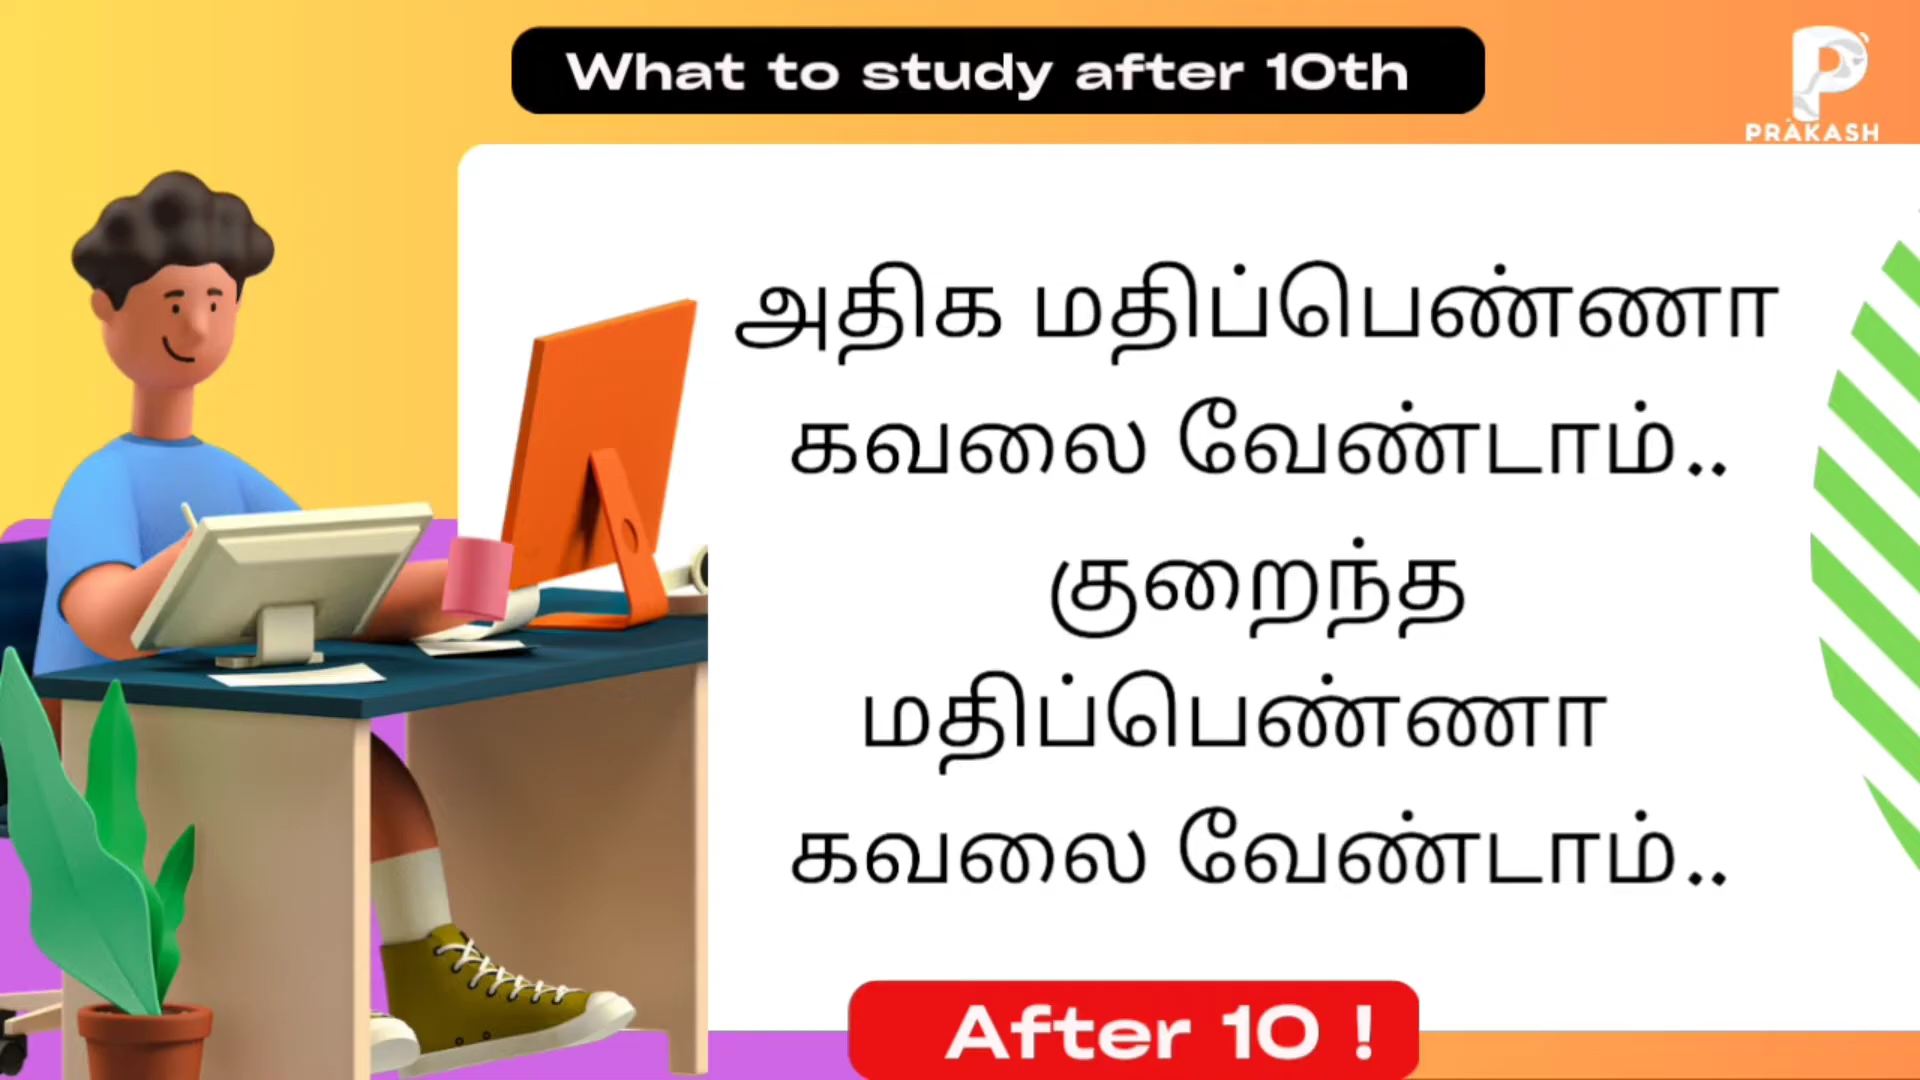 What to study after 10th
PRAKASH
அதிக மதிப்பெண்ணா
கவலை வேண்டாம்..
குறைந்த
மதிப்பெண்ணா
கவலை வேண்டாம்..
After 10 !